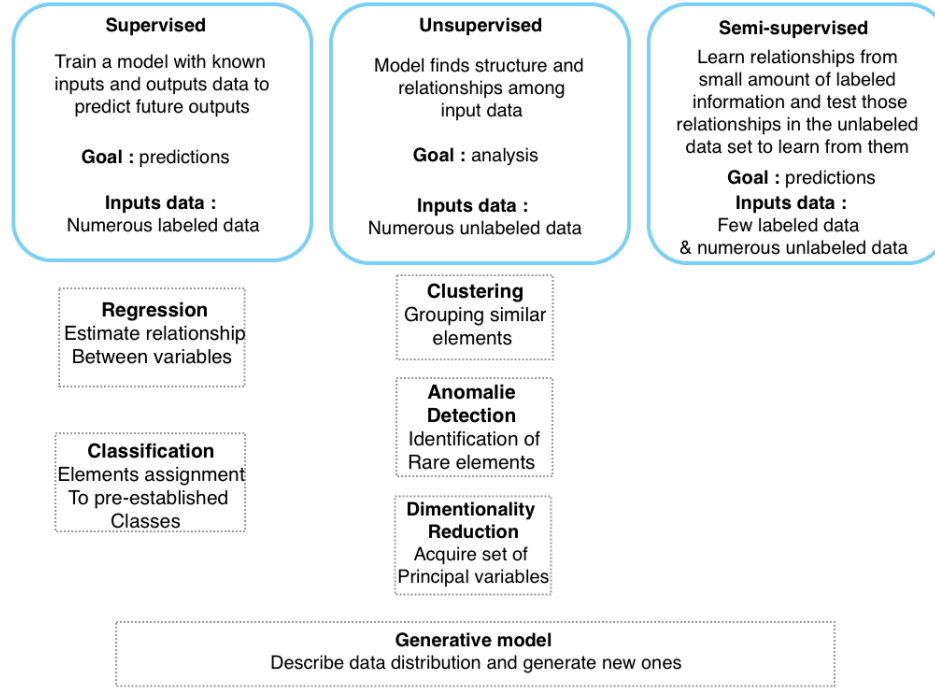 Supervised
Train a model with known
inputs and outputs data to
predict future outputs
Goal : predictions
Inputs data :
Numerous labeled data
Unsupervised
Model finds structure and
relationships among
input data
Goal : analysis
Inputs data :
Numerous unlabeled data
Semi-supervised
Learn relationships from
small amount of labeled
information and test those
relationships in the unlabeled
data set to learn from them
Goal : predictions
Inputs data :
Few labeled data
& numerous unlabeled data
Regression
Estimate relationship
Between variables
Classification
Elements assignment
To pre-established
Classes
Clustering
Grouping similar
elements
Anomalie
Detection
Identification of
Rare elements
Dimentionality
Reduction
Acquire set of
Principal variables
Generative model
Describe data distribution and generate new ones